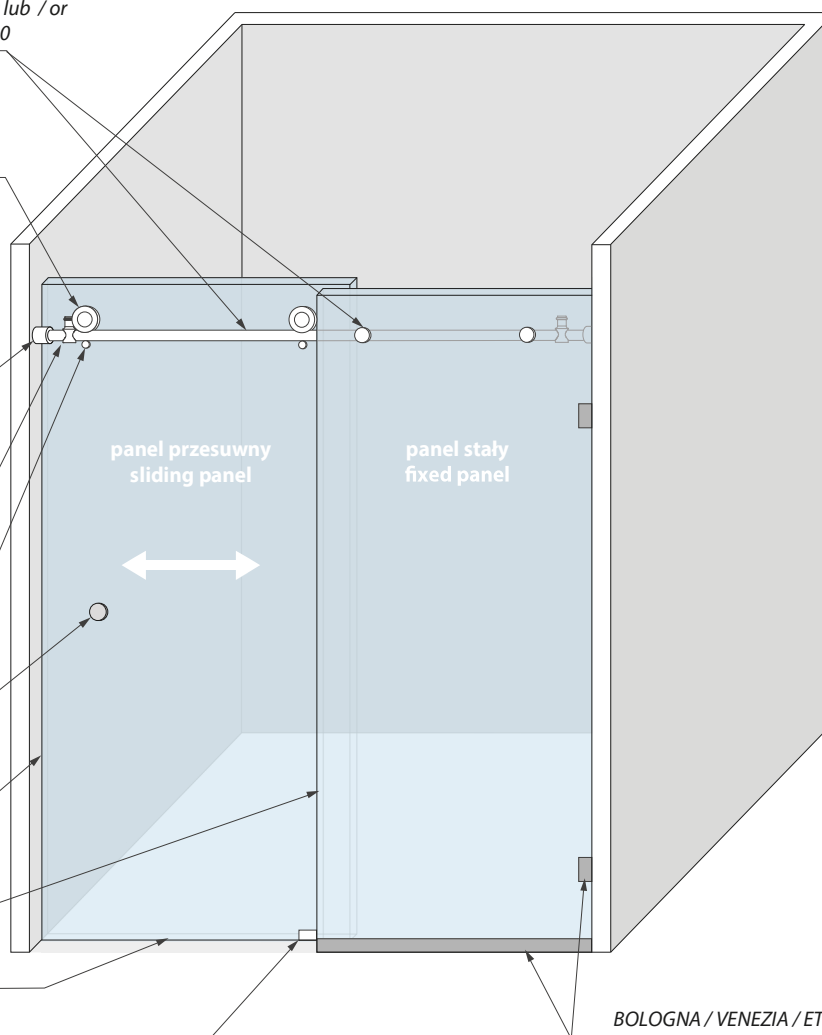 lub / or
0
panel przesuwny
sliding panel
panel stały
fixed panel
BOLOGNA / VENEZIA / ET